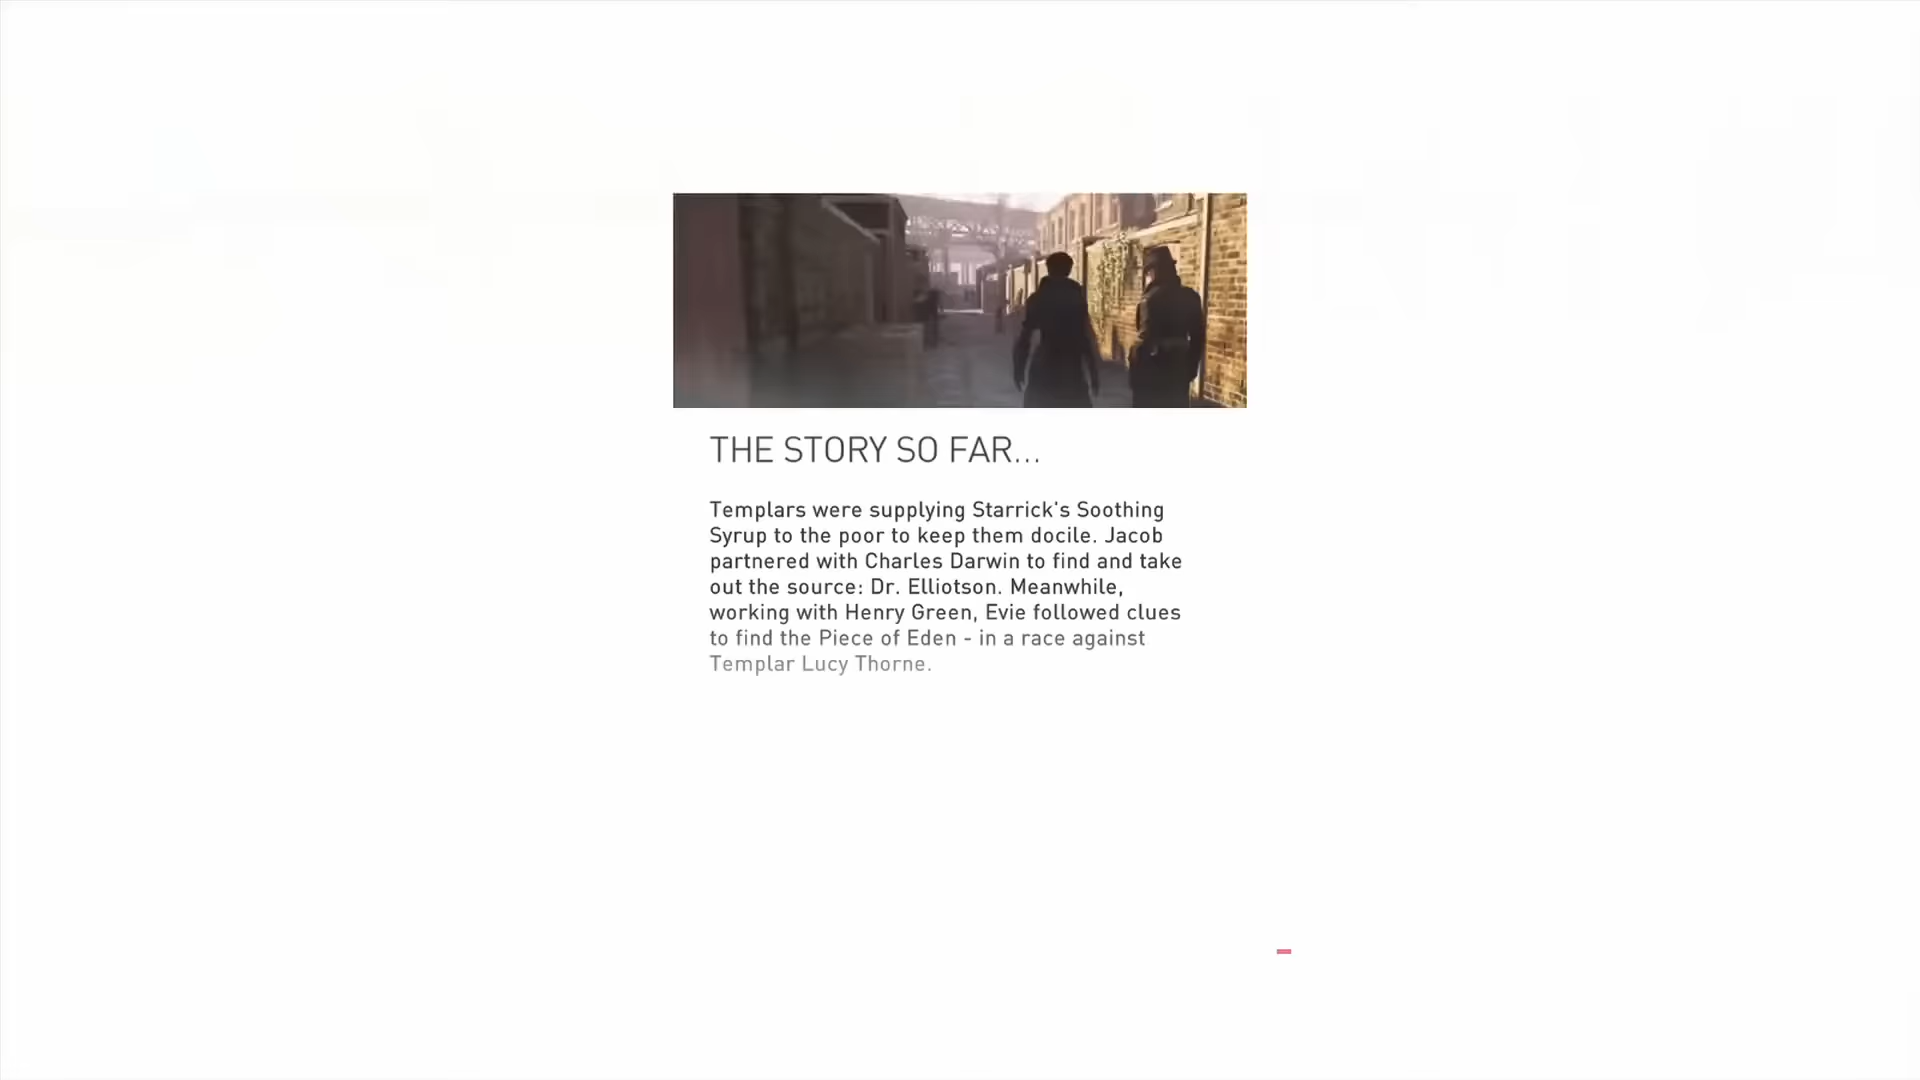 THE STORY SO FAR...
Templars were supplying Starrick's Soothing
Syrup to the poor to keep them docile. Jacob
partnered with Charles Darwin to find and take
out the source: Dr. Elliotson. Meanwhile,
working with Henry Green, Evie followed clues
to find the Piece of Eden - in a race against
Templar Lucy Thorne.